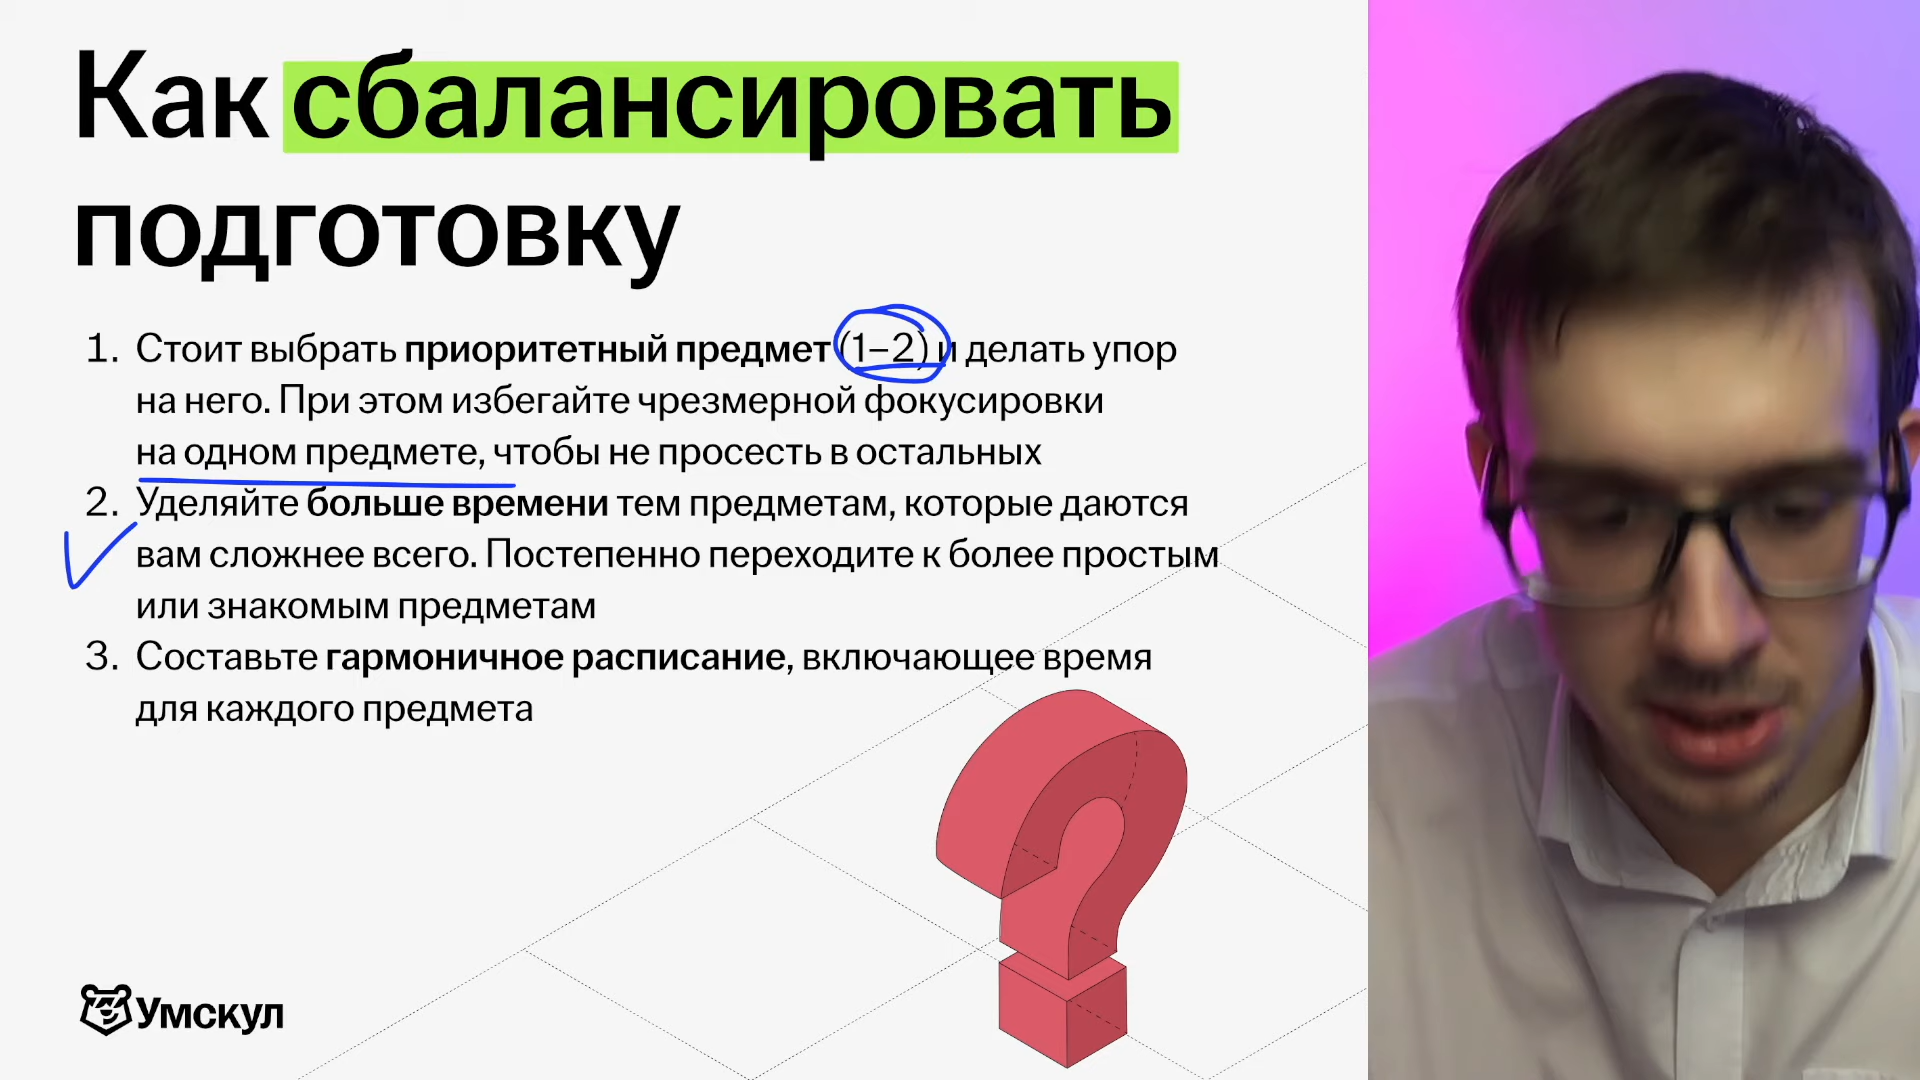 Как сбалансировать
подготовку
1. Стоит выбрать приоритетный предмет (1–2) и делать упор
на него. При этом избегайте чрезмерной фокусировки
на одном предмете, чтобы не просесть в остальных
2. Уделяйте больше времени тем предметам, которые даются
вам сложнее всего. Постепенно переходите к более простым
или знакомым предметам
3. Составьте гармоничное расписание, включающее время
для каждого предмета
Умскул